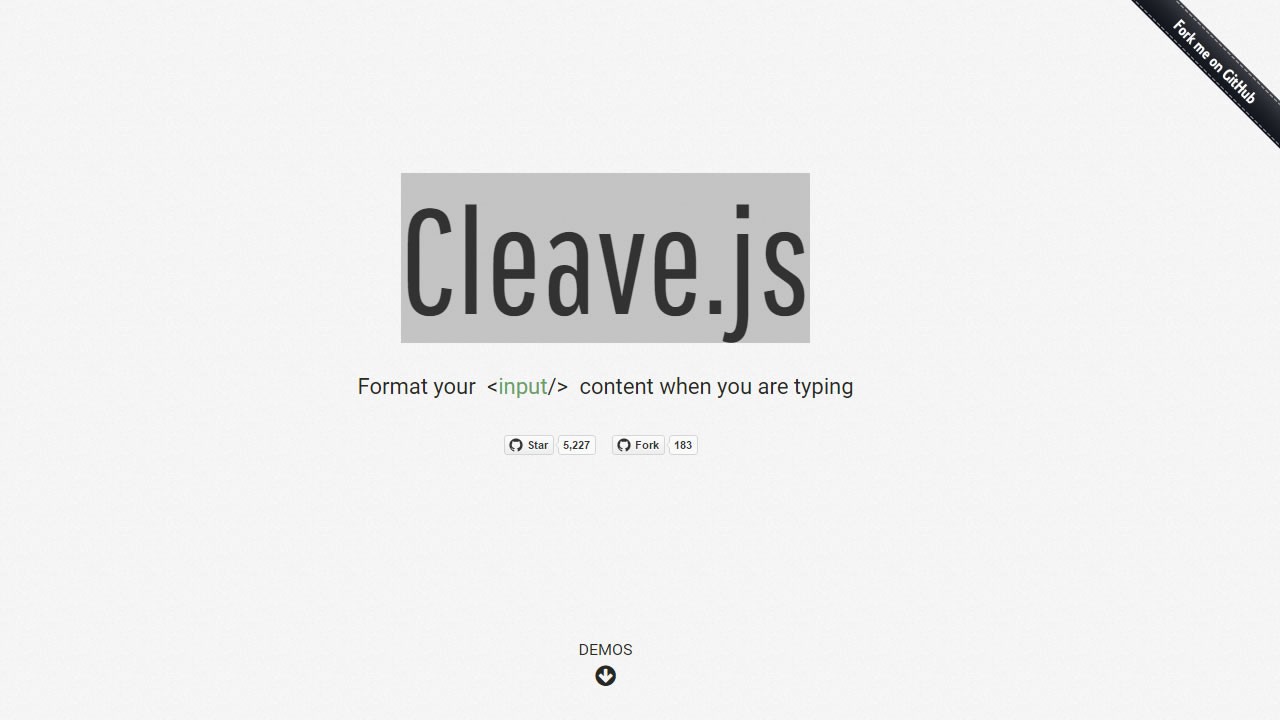 Fork me on GitHub
Cleave.js
Format your <input/> content when you are typing
Star 5,227 Fork 183
DEMOS